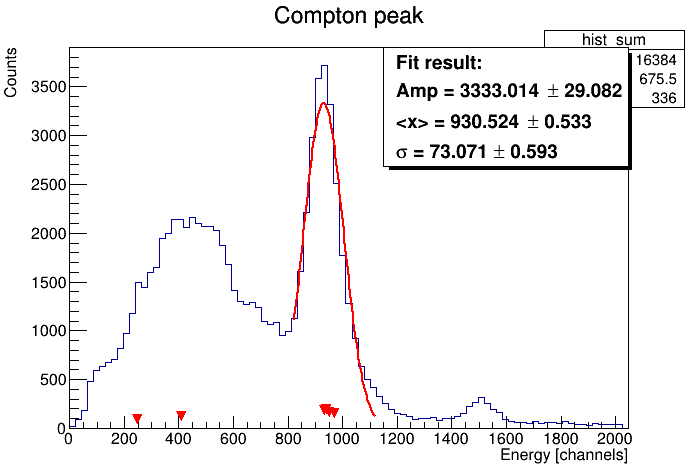 Compton peak
hist_sum
16384
675.5
336
Fit result:
Amp = 3333.014 ± 29.082
<x> = 930.524 ± 0.533
σ = 73.071 ± 0.593
Counts
3500
3000
2500
2000
1500
1000
500
0
0 200 400 600 800 1000 1200 1400 1600 1800 2000
Energy [channels]